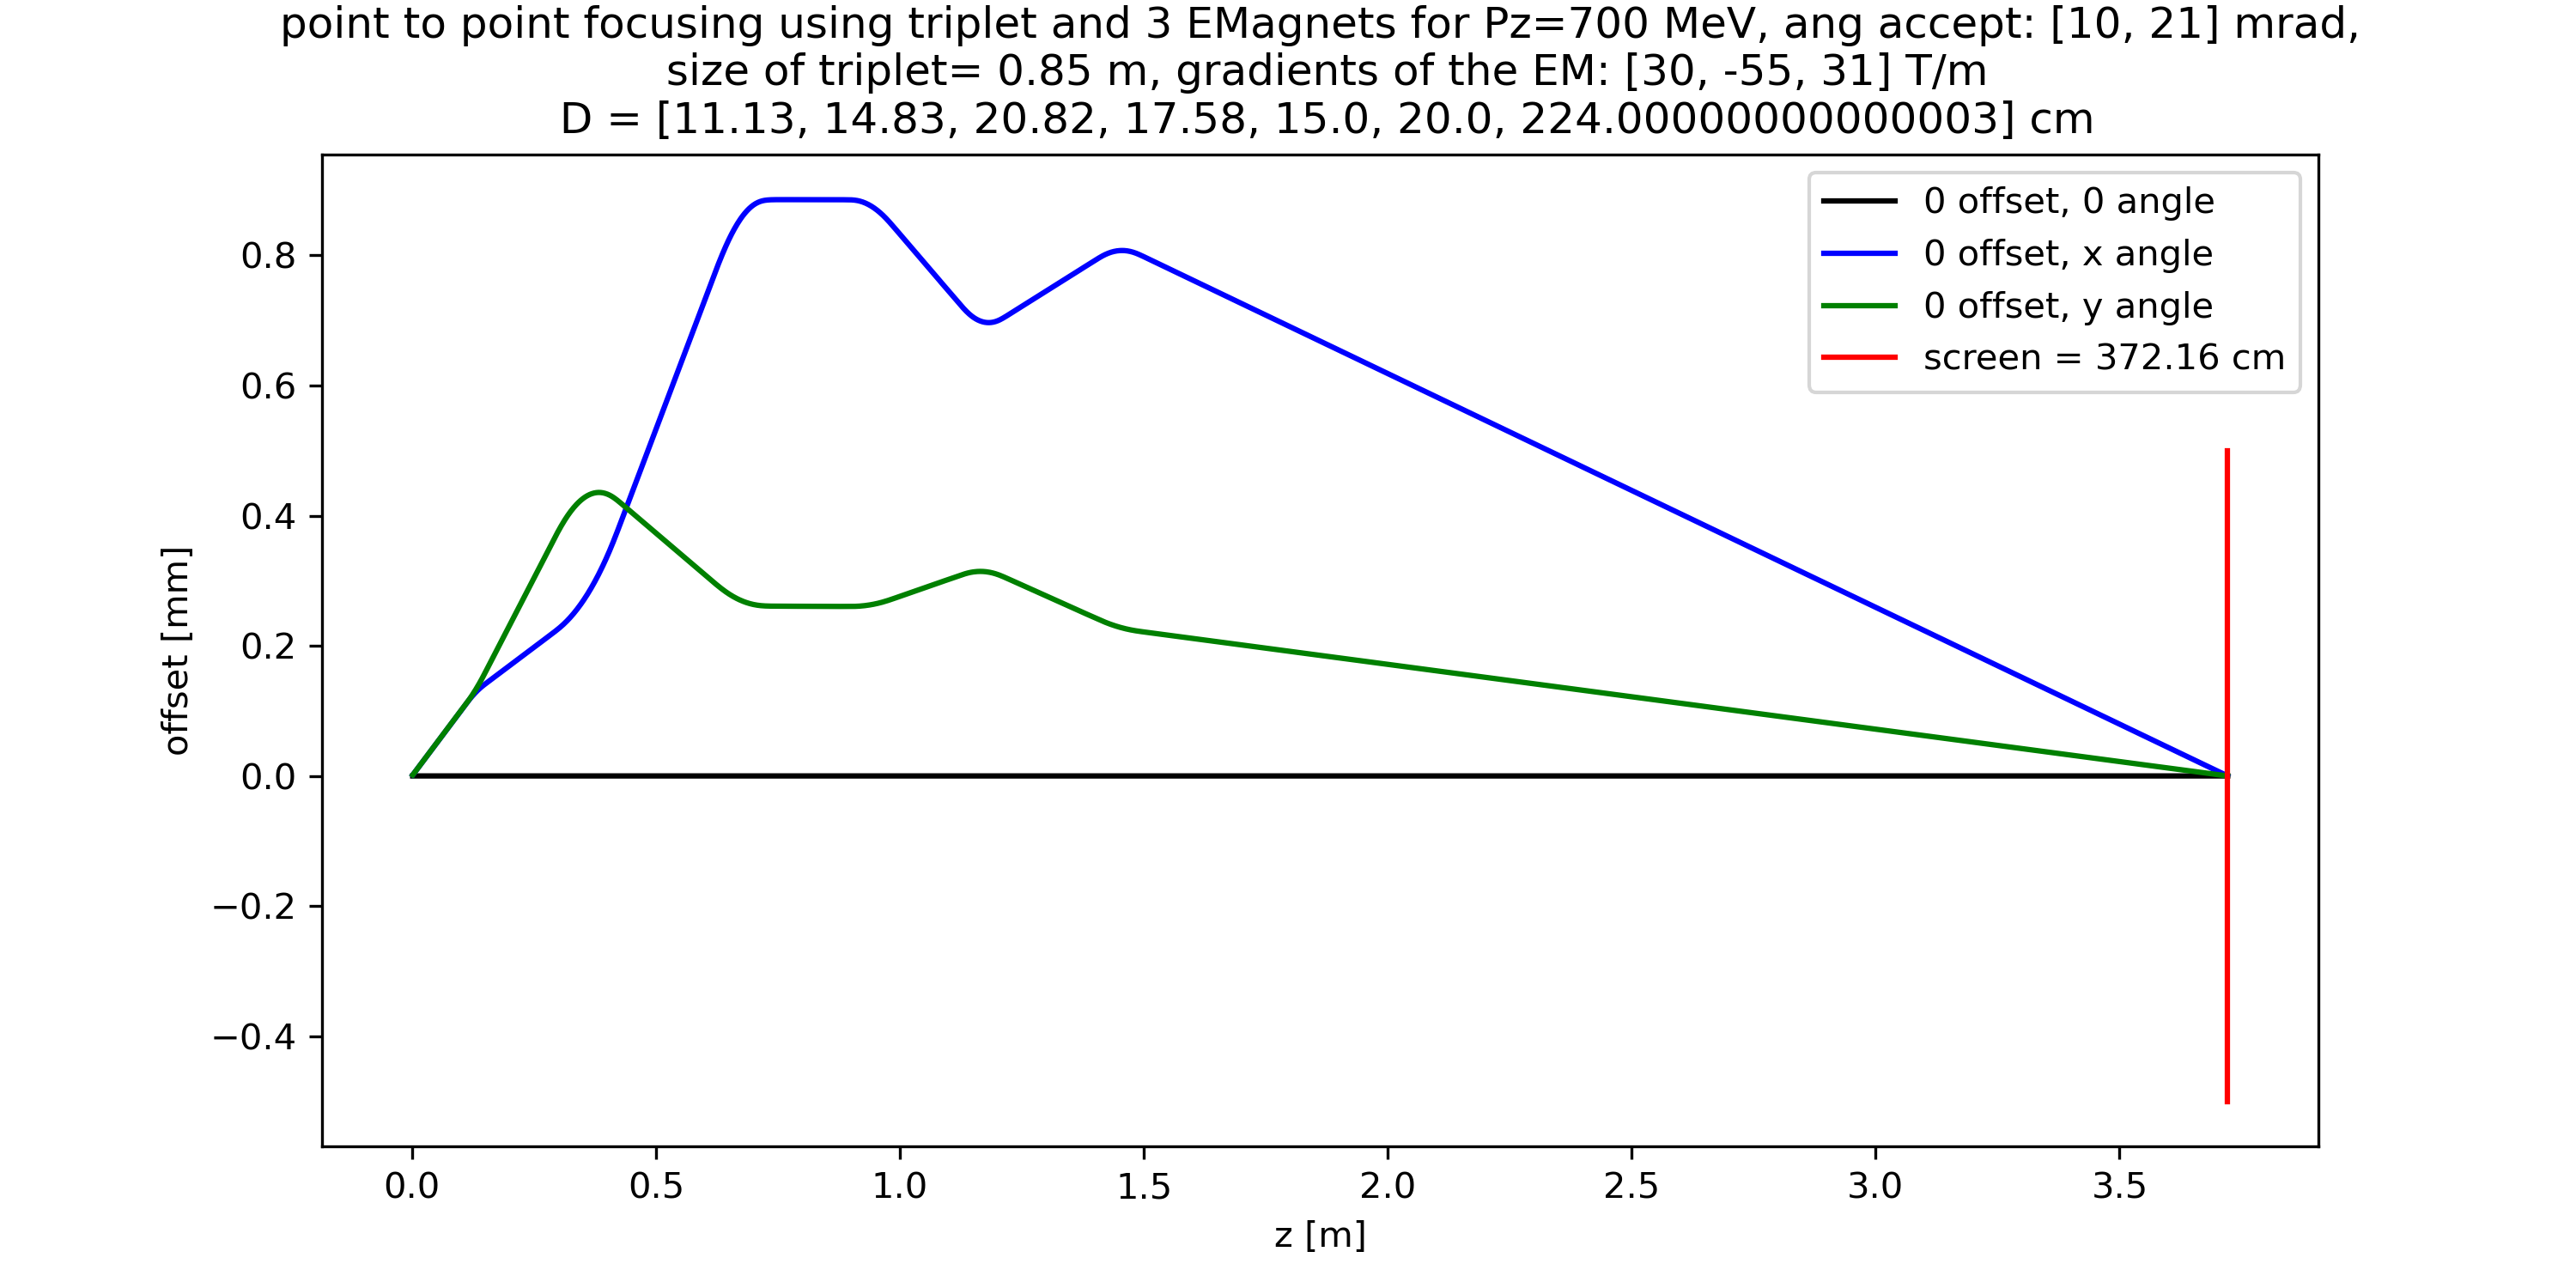 point to point focusing using triplet and 3 EMagnets for Pz=700 MeV, ang accept: [10, 21] mrad,
size of triplet= 0.85 m, gradients of the EM: [30, -55, 31] T/m
D = [11.13, 14.83, 20.82, 17.58, 15.0, 20.0, 224.00000000000003] cm
0 offset, 0 angle
0 offset, x angle
0 offset, y angle
screen = 372.16 cm
offset [mm]
0.8
0.6
0.4
0.2
0.0
−0.2
−0.4
0.0 0.5 1.0 1.5 2.0 2.5 3.0 3.5
z [m]